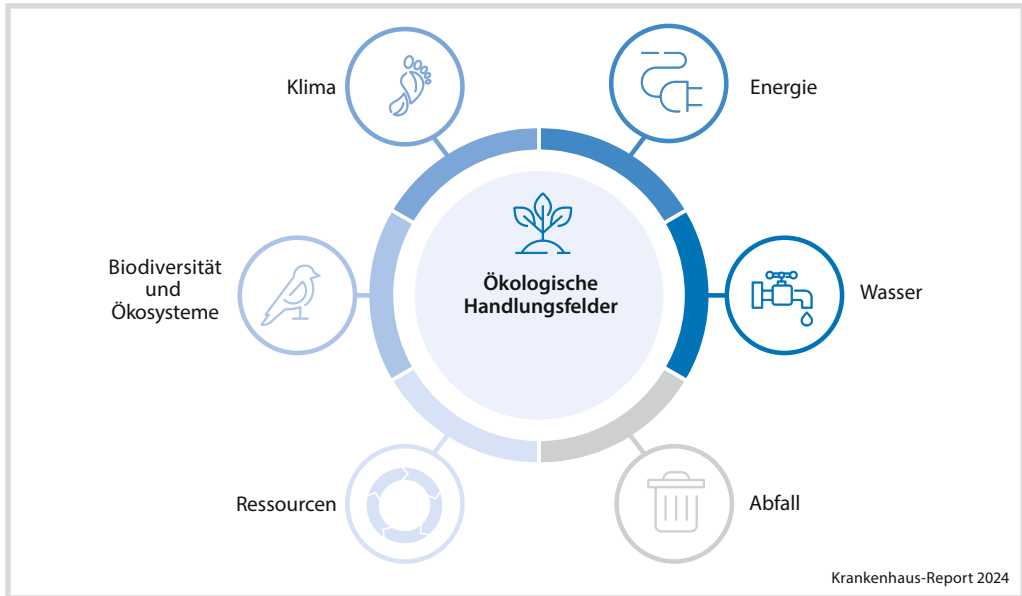 Klima
Energie
Ökologische
Handlungsfelder
Biodiversität
und
Ökosysteme
Wasser
Ressourcen
Abfall
Krankenhaus-Report 2024